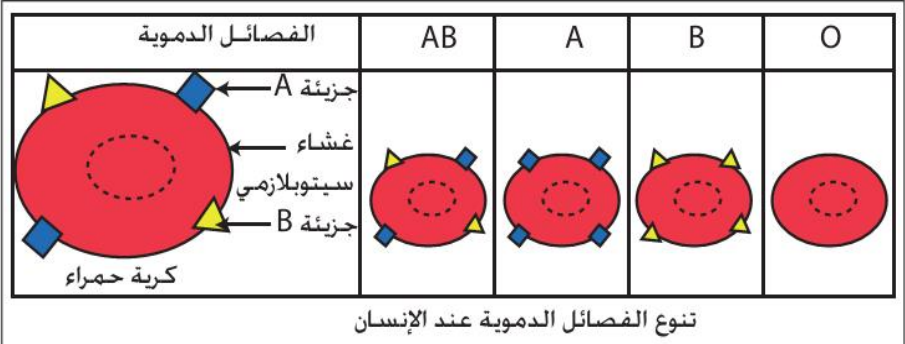 الفصائل الدموية AB A B O
جزيئة A
غشاء
سيتوبلازمي
جزيئة B
كرية حمراء
تنوع الفصائل الدموية عند الإنسان